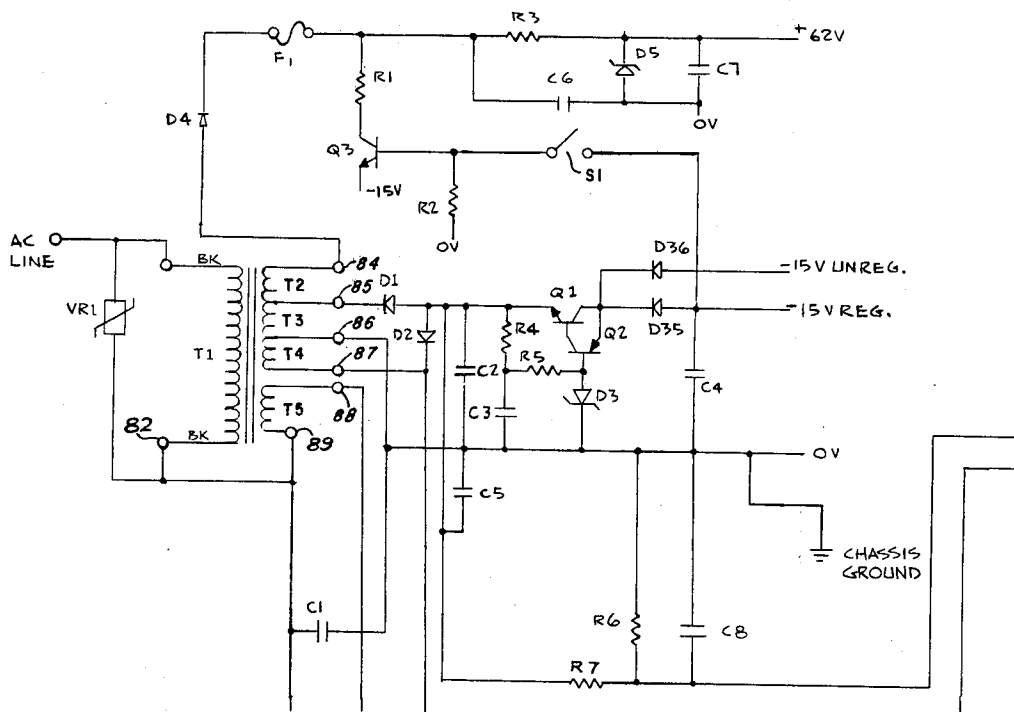 R3
+62V
F1
D5
C7
R1
C6
D4
0V
Q3
S1
-15V
R2
0V
AC
LINE
BK
84
D36
-15V UNREG.
T2
85
D1
Q1
VR1
T3
-15V REG.
86
D2
R4
Q2
D35
T1
T4
87
R5
C2
D3
C4
88
C3
T5
82
BK
89
0V
C5
CHASSIS
GROUND
C1
R6
C8
R7